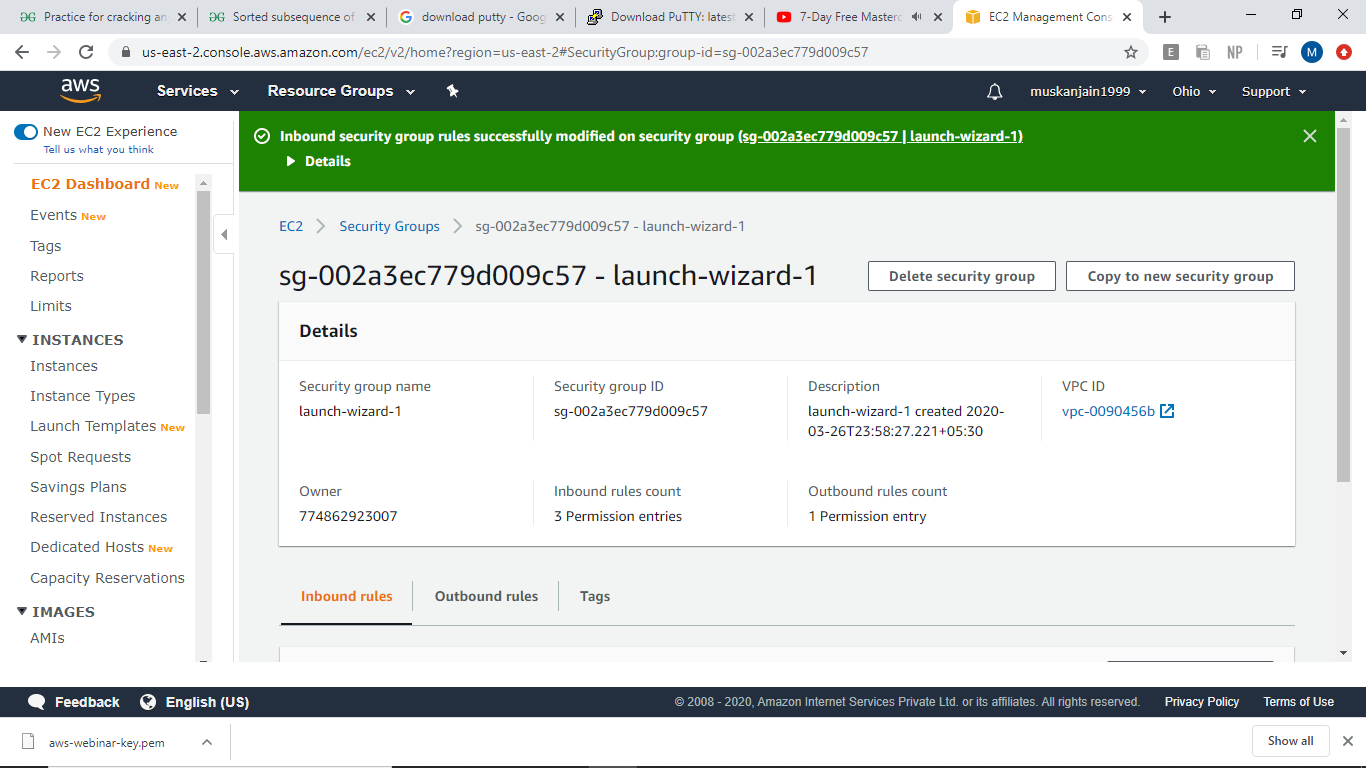 Practice for cracking an
Sorted subsequence of
download putty - Goog
Download PuTTY: latest
7-Day Free Masterc
EC2 Management Cons
us-east-2.console.aws.amazon.com/ec2/v2/home?region=us-east-2#SecurityGroup:group-id=sg-002a3ec779d009c57
E
NP
M
aws
Services
Resource Groups
muskanjain1999
Ohio
Support
New EC2 Experience
Tell us what you think
EC2 Dashboard New
Events New
Tags
Reports
Limits
INSTANCES
Instances
Instance Types
Launch Templates New
Spot Requests
Savings Plans
Reserved Instances
Dedicated Hosts New
Capacity Reservations
IMAGES
AMIs
Inbound security group rules successfully modified on security group (sg-002a3ec779d009c57 | launch-wizard-1)
Details
EC2
Security Groups
sg-002a3ec779d009c57 - launch-wizard-1
sg-002a3ec779d009c57 - launch-wizard-1
Delete security group
Copy to new security group
Details
Security group name
launch-wizard-1
Security group ID
sg-002a3ec779d009c57
Description
launch-wizard-1 created 2020-
03-26T23:58:27.221+05:30
VPC ID
vpc-0090456b
Owner
774862923007
Inbound rules count
3 Permission entries
Outbound rules count
1 Permission entry
Inbound rules
Outbound rules
Tags
Feedback
English (US)
© 2008 - 2020, Amazon Internet Services Private Ltd. or its affiliates. All rights reserved.
Privacy Policy
Terms of Use
aws-webinar-key.pem
Show all